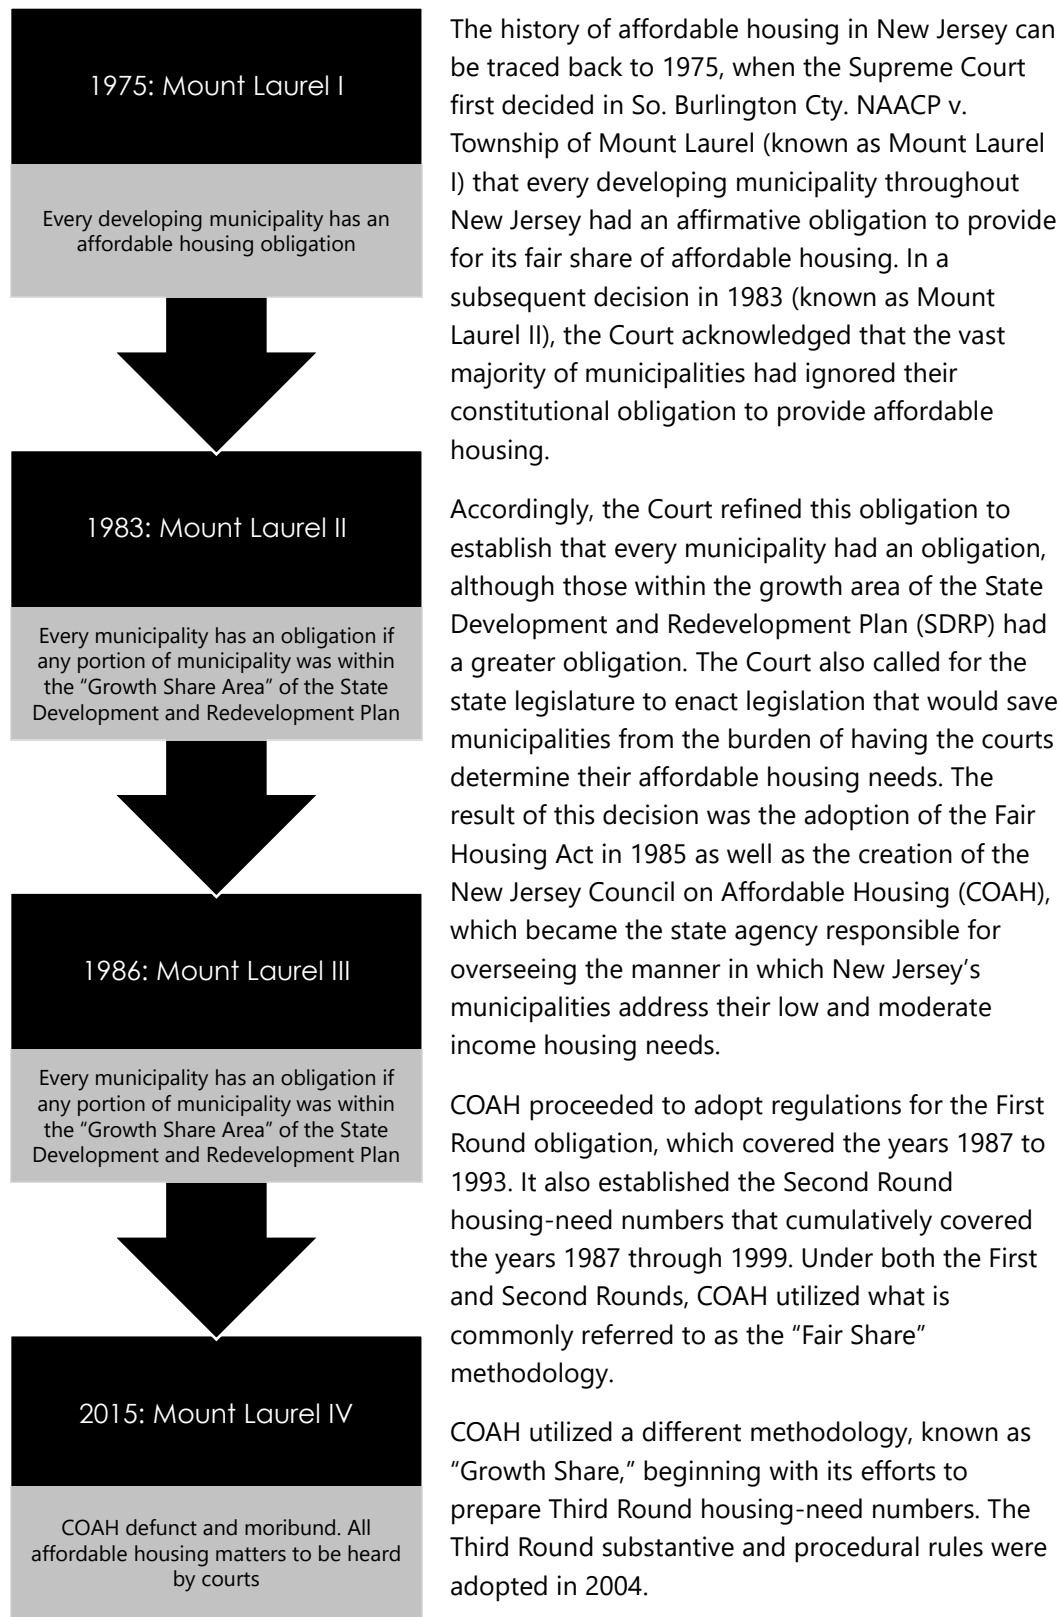 1975: Mount Laurel I
Every developing municipality has an
affordable housing obligation
1983: Mount Laurel II
Every municipality has an obligation if
any portion of municipality was within
the “Growth Share Area” of the State
Development and Redevelopment Plan
1986: Mount Laurel III
Every municipality has an obligation if
any portion of municipality was within
the “Growth Share Area” of the State
Development and Redevelopment Plan
2015: Mount Laurel IV
COAH defunct and moribund. All
affordable housing matters to be heard
by courts
The history of affordable housing in New Jersey can
be traced back to 1975, when the Supreme Court
first decided in So. Burlington Cty. NAACP v.
Township of Mount Laurel (known as Mount Laurel
I) that every developing municipality throughout
New Jersey had an affirmative obligation to provide
for its fair share of affordable housing. In a
subsequent decision in 1983 (known as Mount
Laurel II), the Court acknowledged that the vast
majority of municipalities had ignored their
constitutional obligation to provide affordable
housing.
Accordingly, the Court refined this obligation to
establish that every municipality had an obligation,
although those within the growth area of the State
Development and Redevelopment Plan (SDRP) had
a greater obligation. The Court also called for the
state legislature to enact legislation that would save
municipalities from the burden of having the courts
determine their affordable housing needs. The
result of this decision was the adoption of the Fair
Housing Act in 1985 as well as the creation of the
New Jersey Council on Affordable Housing (COAH),
which became the state agency responsible for
overseeing the manner in which New Jersey’s
municipalities address their low and moderate
income housing needs.
COAH proceeded to adopt regulations for the First
Round obligation, which covered the years 1987 to
1993. It also established the Second Round
housing-need numbers that cumulatively covered
the years 1987 through 1999. Under both the First
and Second Rounds, COAH utilized what is
commonly referred to as the “Fair Share”
methodology.
COAH utilized a different methodology, known as
“Growth Share,” beginning with its efforts to
prepare Third Round housing-need numbers. The
Third Round substantive and procedural rules were
adopted in 2004.